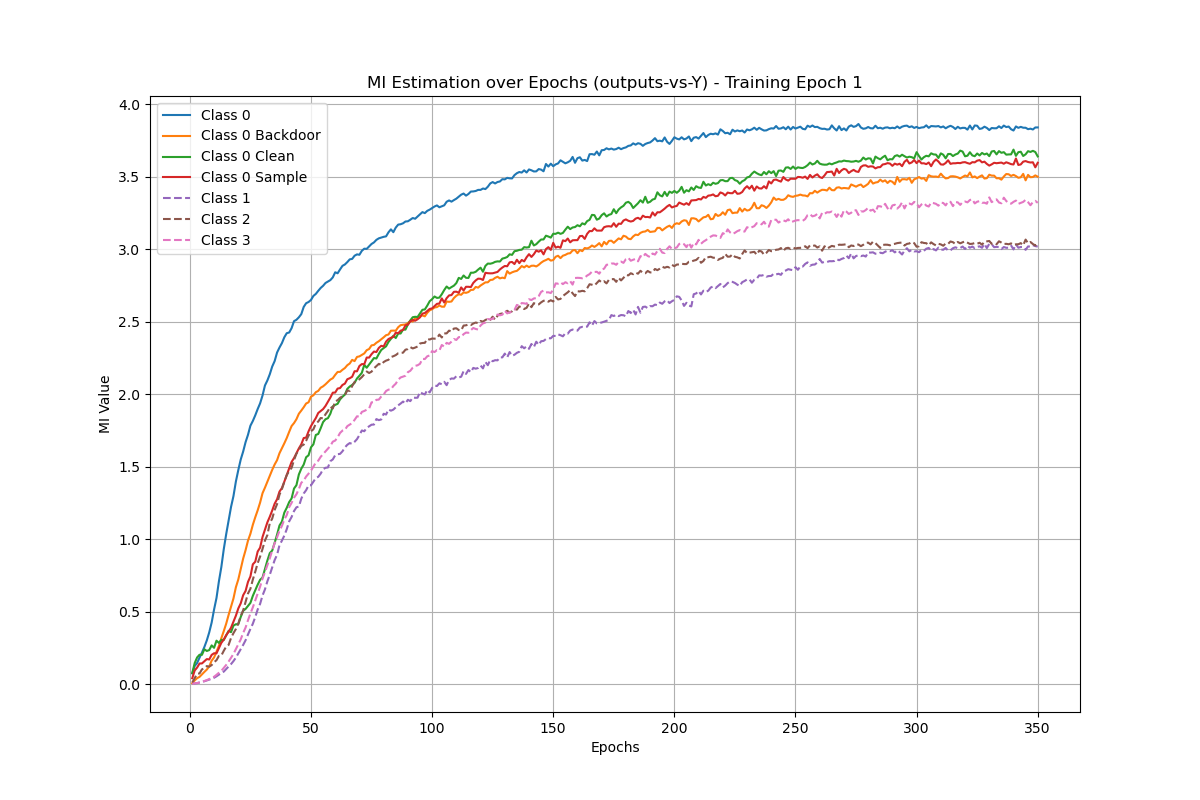 MI Estimation over Epochs (outputs-vs-Y) - Training Epoch 1
Class 0
Class 0 Backdoor
Class 0 Clean
Class 0 Sample
Class 1
Class 2
Class 3
MI Value
4.0
3.5
3.0
2.5
2.0
1.5
1.0
0.5
0.0
0 50 100 150 200 250 300 350
Epochs